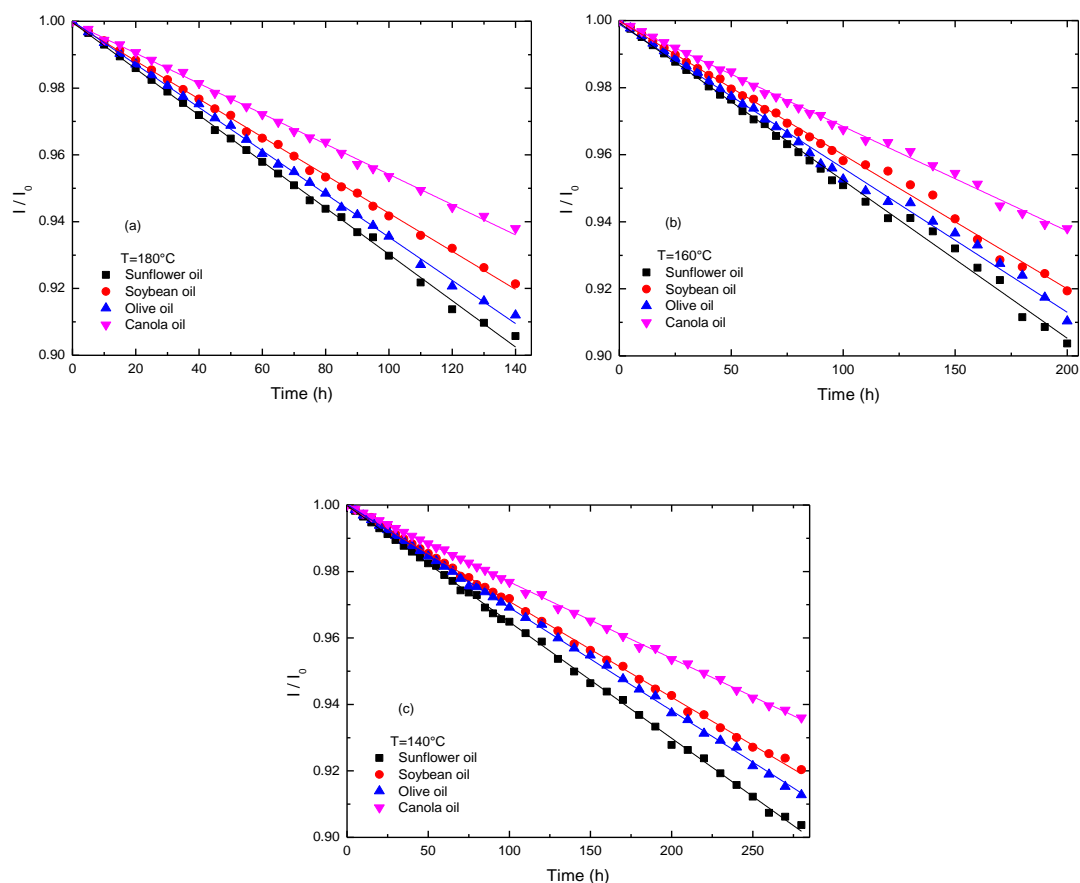 1.00
0.98
0.96
0.94
0.92
0.90
I / I0
(a)
T=180°C
Sunflower oil
Soybean oil
Olive oil
Canola oil
0 20 40 60 80 100 120 140
Time (h)
1.00
0.98
0.96
0.94
0.92
0.90
I / I0
(b)
T=160°C
Sunflower oil
Soybean oil
Olive oil
Canola oil
0 50 100 150 200
Time (h)
1.00
0.98
0.96
0.94
0.92
0.90
I / I0
(c)
T=140°C
Sunflower oil
Soybean oil
Olive oil
Canola oil
0 50 100 150 200 250
Time (h)